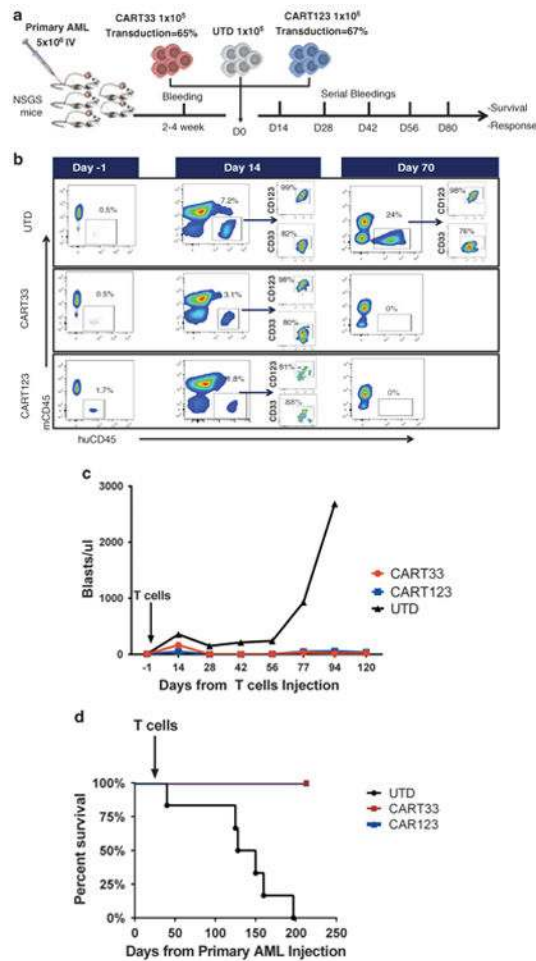 a
Primary AML
5x10⁶ IV
NSGS
mice
CART33 1x10⁵
Transduction=65%
UTD 1x10⁵
CART123 1x10⁵
Transduction=67%
Bleeding
2-4 week
D0
Serial Bleedings
D14
D28
D42
D56
D80
-Survival
-Response
b
Day -1
Day 14
Day 70
UTD
0.5%
7.2%
99%
CD123
82%
CD33
24%
98%
CD123
76%
CD33
CART33
0.5%
3.1%
98%
CD123
80%
CD33
0%
CART123
mCD45
1.7%
1.8%
81%
CD123
88%
CD33
0%
huCD45
c
Blasts/ul
3000
2000
1000
0
T cells
-1 14 28 42 56 77 94 120
Days from T cells Injection
CART33
CART123
UTD
d
T cells
Percent survival
100%
75%
50%
25%
0%
0 50 100 150 200 250
Days from Primary AML Injection
UTD
CART33
CAR123